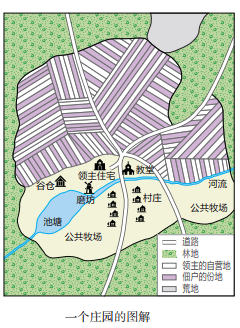 领主住宅
教堂
谷仓
磨坊
村庄
河流
池塘
公共牧场
公共牧场
道路
林地
领主的自营地
佃户的份地
荒地
一个庄园的图解